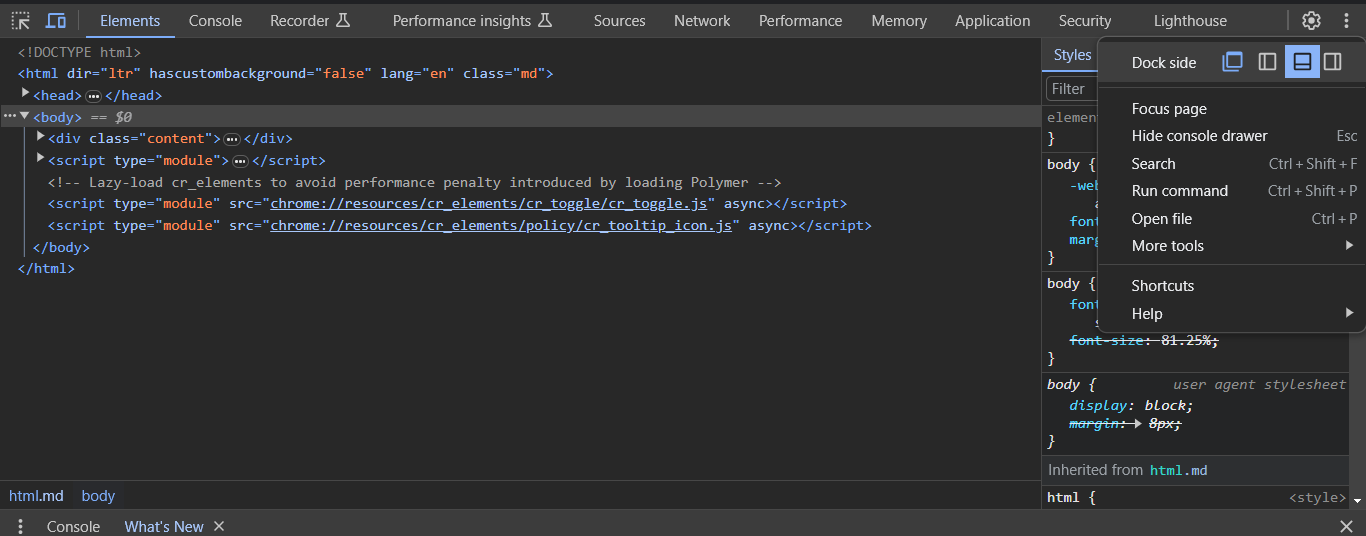 Elements Console Recorder Performance insights Sources Network Performance Memory Application Security Lighthouse
<!DOCTYPE html>
<html dir="ltr" hascustombackground="false" lang="en" class="md">
<head> … </head>
… <body> == $0
<div class="content"> … </div>
<script type="module"> … </script>
<!-- Lazy-load cr_elements to avoid performance penalty introduced by loading Polymer -->
<script type="module" src="chrome://resources/cr_elements/cr_toggle/cr_toggle.js" async></script>
<script type="module" src="chrome://resources/cr_elements/policy/cr_tooltip_icon.js" async></script>
</body>
</html>
html.md body
Styles
Filter
element
}
body {
-web
a
font
marg
}
body {
font
s
font-size: 81.25%;
}
body { user agent stylesheet
display: block;
margin: 8px;
}
Inherited from html.md
html { <style>
Dock side
Focus page
Hide console drawer Esc
Search Ctrl + Shift + F
Run command Ctrl + Shift + P
Open file Ctrl + P
More tools
Shortcuts
Help
Console What's New